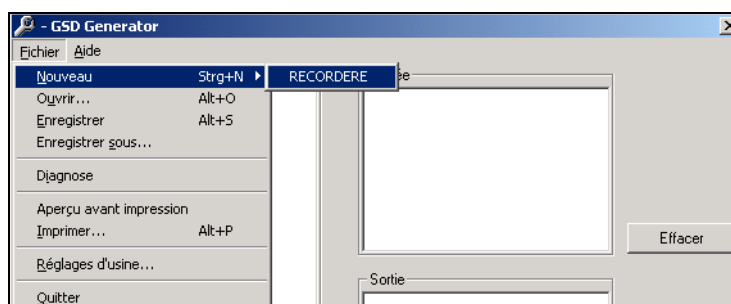 - GSD Generator
Fichier Aide
Nouveau Strg+N RECORDERE
Ouvrir... Alt+O
Enregistrer Alt+S
Enregistrer sous...
Diagnose
Aperçu avant impression
Imprimer... Alt+P
Effacer
Réglages d'usine...
Sortie
Quitter